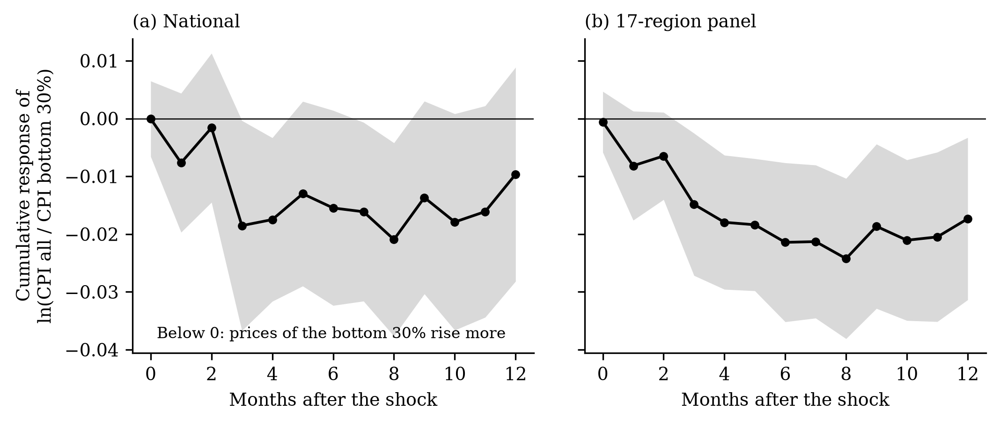 (a) National
(b) 17-region panel
Cumulative response of
ln(CPI all / CPI bottom 30%)
0.01
0.00
−0.01
−0.02
−0.03
−0.04
Below 0: prices of the bottom 30% rise more
0 2 4 6 8 10 12
0 2 4 6 8 10 12
Months after the shock
Months after the shock